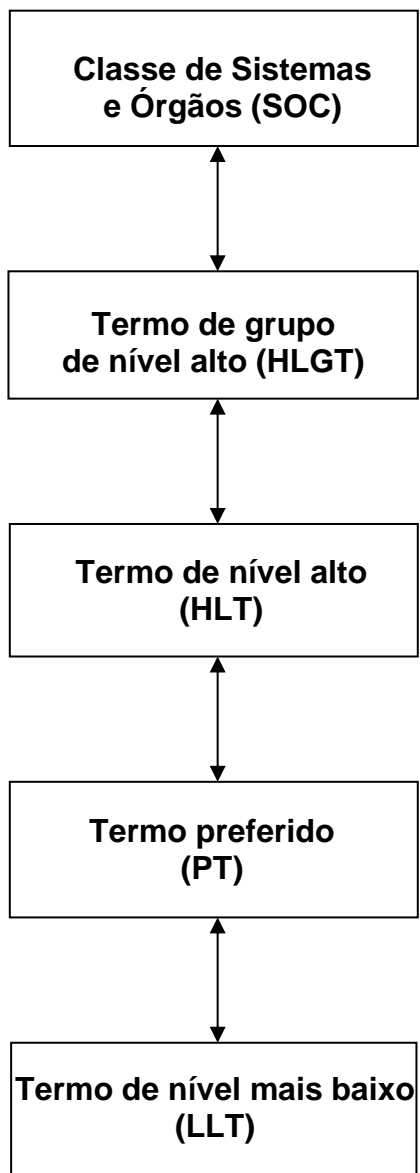 Classe de Sistemas
e Órgãos (SOC)
Termo de grupo
de nível alto (HLGT)
Termo de nível alto
(HLT)
Termo preferido
(PT)
Termo de nível mais baixo
(LLT)